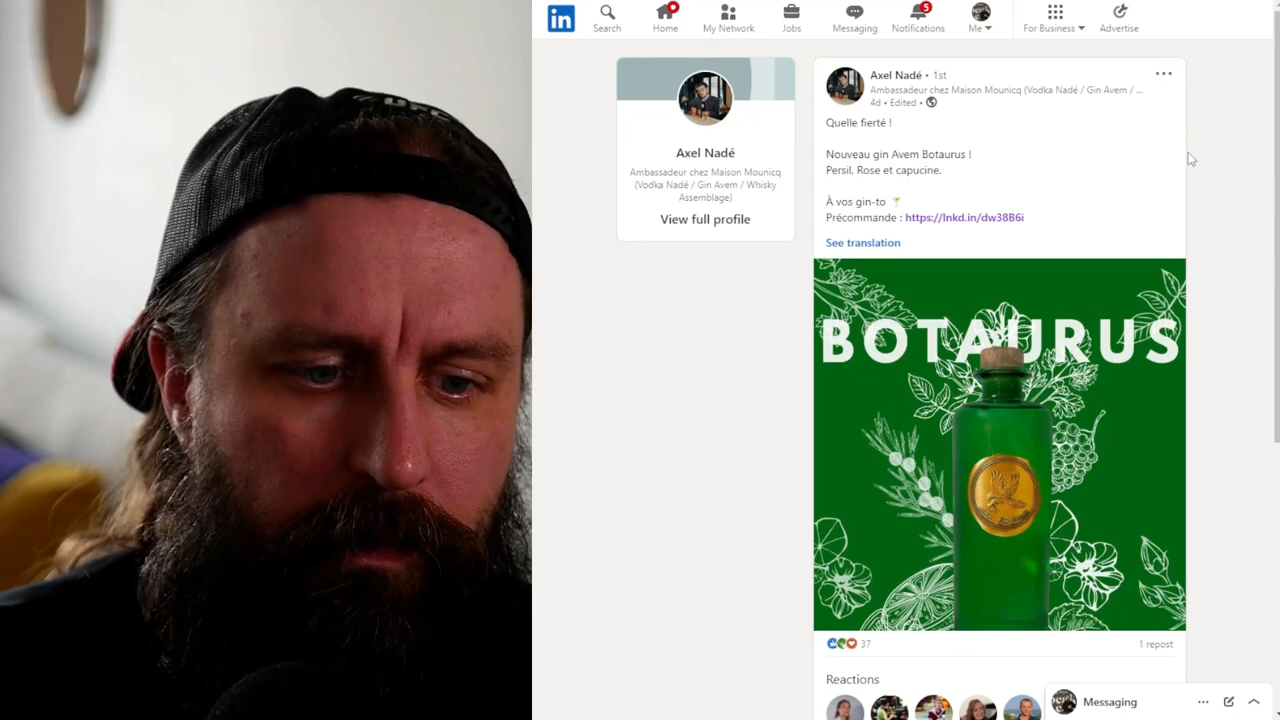 in
Search
Home
My Network
Jobs
Messaging
5
Notifications
Me
For Business
Advertise
Axel Nadé
Ambassadeur chez Maison Mounicq
(Vodka Nadé / Gin Avem / Whisky
Assemblage)
View full profile
Axel Nadé • 1st
Ambassadeur chez Maison Mounicq (Vodka Nadé / Gin Avem / ...
4d • Edited •
Quelle fierté !
Nouveau gin Avem Botaurus !
Persil, Rose et capucine.
À vos gin-to 🍸
Précommande : https://lnkd.in/dw38B6i
See translation
BOTAURUS
37
1 repost
Reactions
Messaging